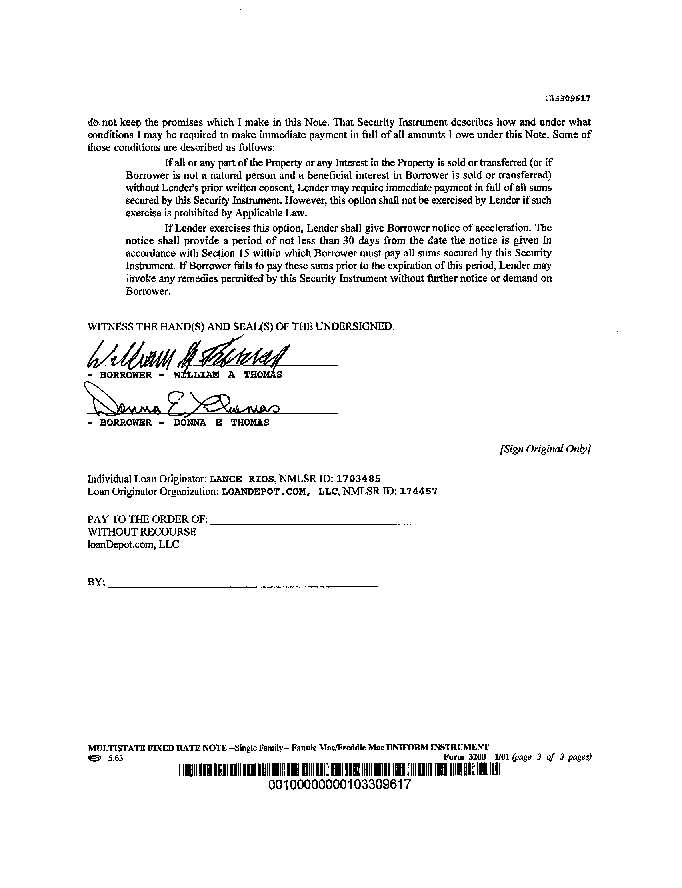 103309617
do not keep the promises which I make in this Note. That Security Instrument describes how and under what
conditions I may be required to make immediate payment in full of all amounts I owe under this Note. Some of
those conditions are described as follows:
If all or any part of the Property or any Interest in the Property is sold or transferred (or if
Borrower is not a natural person and a beneficial interest in Borrower is sold or transferred)
without Lender's prior written consent, Lender may require immediate payment in full of all sums
secured by this Security Instrument. However, this option shall not be exercised by Lender if such
exercise is prohibited by Applicable Law.
If Lender exercises this option, Lender shall give Borrower notice of acceleration. The
notice shall provide a period of not less than 30 days from the date the notice is given in
accordance with Section 15 within which Borrower must pay all sums secured by this Security
Instrument. If Borrower fails to pay these sums prior to the expiration of this period, Lender may
invoke any remedies permitted by this Security Instrument without further notice or demand on
Borrower.
WITNESS THE HAND(S) AND SEAL(S) OF THE UNDERSIGNED.
William A Thomas
- BORROWER - WILLIAM A THOMAS
Donna E Thomas
- BORROWER - DONNA E THOMAS
[Sign Original Only]
Individual Loan Originator: LANCE RIOS, NMLSR ID: 1703485
Loan Originator Organization: LOANDEPOT.COM, LLC, NMLSR ID: 174457
PAY TO THE ORDER OF:
WITHOUT RECOURSE
loanDepot.com, LLC
BY:
MULTISTATE FIXED RATE NOTE--Single Family-- Fannie Mae/Freddie Mac UNIFORM INSTRUMENT
5.63 Form 3200 1/01 (page 3 of 3 pages)
00100000000103309617